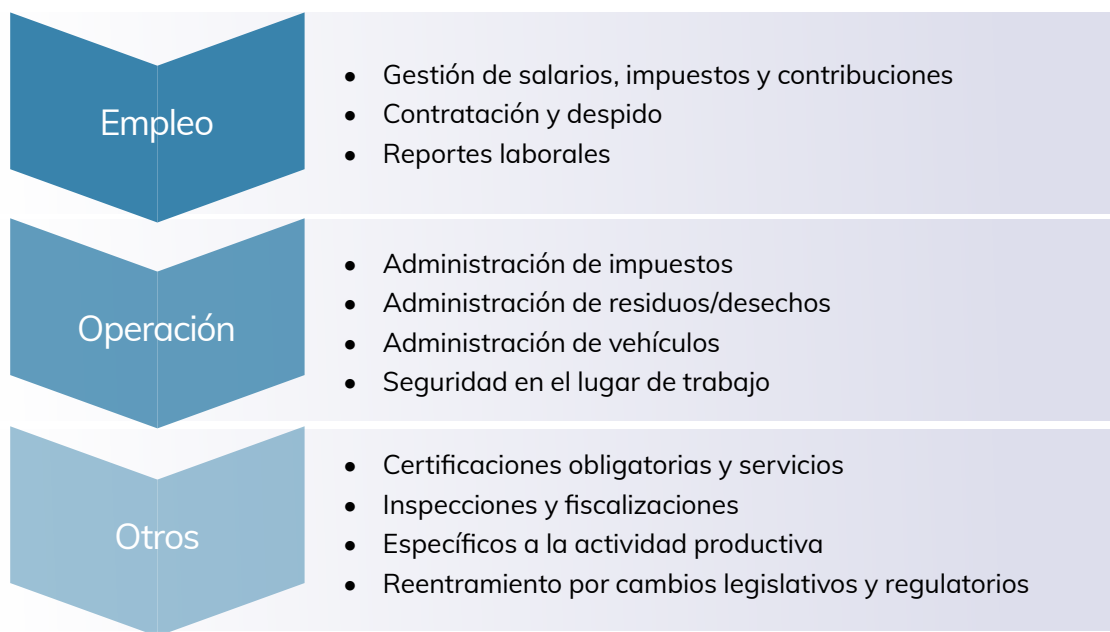 Empleo
• Gestión de salarios, impuestos y contribuciones
• Contratación y despido
• Reportes laborales
Operación
• Administración de impuestos
• Administración de residuos/desechos
• Administración de vehículos
• Seguridad en el lugar de trabajo
Otros
• Certificaciones obligatorias y servicios
• Inspecciones y fiscalizaciones
• Específicos a la actividad productiva
• Reentramiento por cambios legislativos y regulatorios